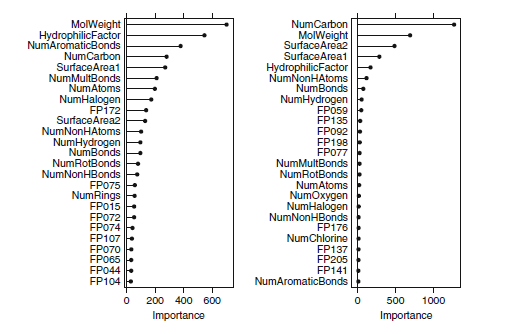 MolWeight
HydrophilicFactor
NumAromaticBonds
NumCarbon
SurfaceArea1
NumMultBonds
NumAtoms
NumHalogen
FP172
SurfaceArea2
NumNonHAtoms
NumHydrogen
NumBonds
NumRotBonds
NumNonHBonds
FP075
NumRings
FP015
FP072
FP074
FP107
FP070
FP065
FP044
FP104
0 200 400 600
Importance
NumCarbon
MolWeight
SurfaceArea2
SurfaceArea1
HydrophilicFactor
NumNonHAtoms
NumBonds
NumHydrogen
FP059
FP135
FP092
FP198
FP077
NumMultBonds
NumRotBonds
NumAtoms
NumOxygen
NumHalogen
NumNonHBonds
FP176
NumChlorine
FP137
FP205
FP141
NumAromaticBonds
0 500 1000
Importance